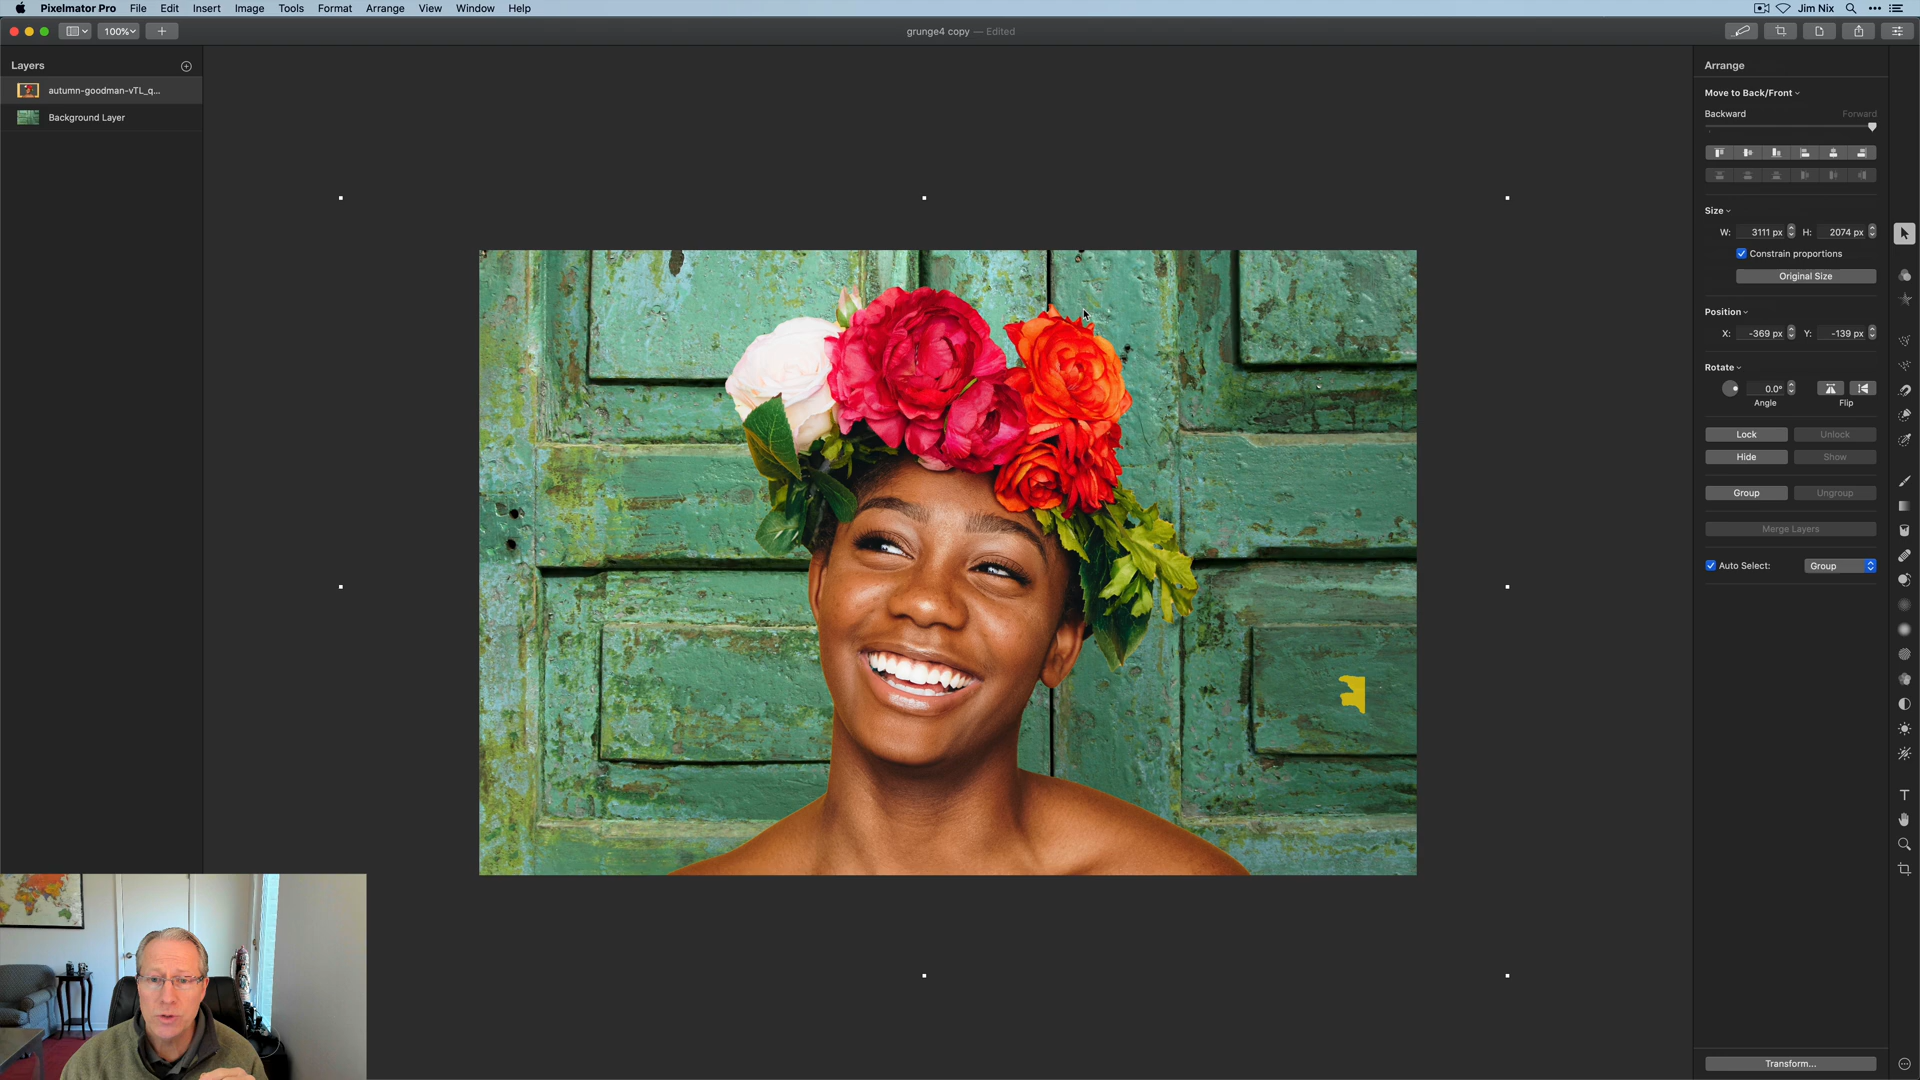 Pixelmator Pro File Edit Insert Image Tools Format Arrange View Window Help Jim Nix
100% grunge4 copy — Edited
Layers
autumn-goodman-vTL_q...
Background Layer
Arrange
Move to Back/Front
Backward Forward
Size
W: 3111 px H: 2074 px
Constrain proportions
Original Size
Position
X: -369 px Y: -139 px
Rotate
0.0°
Angle Flip
Lock Unlock
Hide Show
Group Ungroup
Merge Layers
Auto Select: Group
T
Transform...